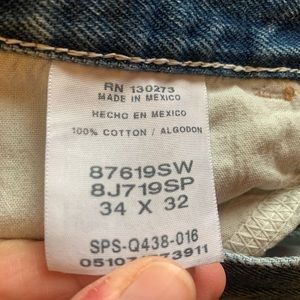 RN 130273
MADE IN MEXICO
HECHO EN MEXICO
100% COTTON / ALGODON
87619SW
8J719SP
34 X 32
SPS-Q438-016